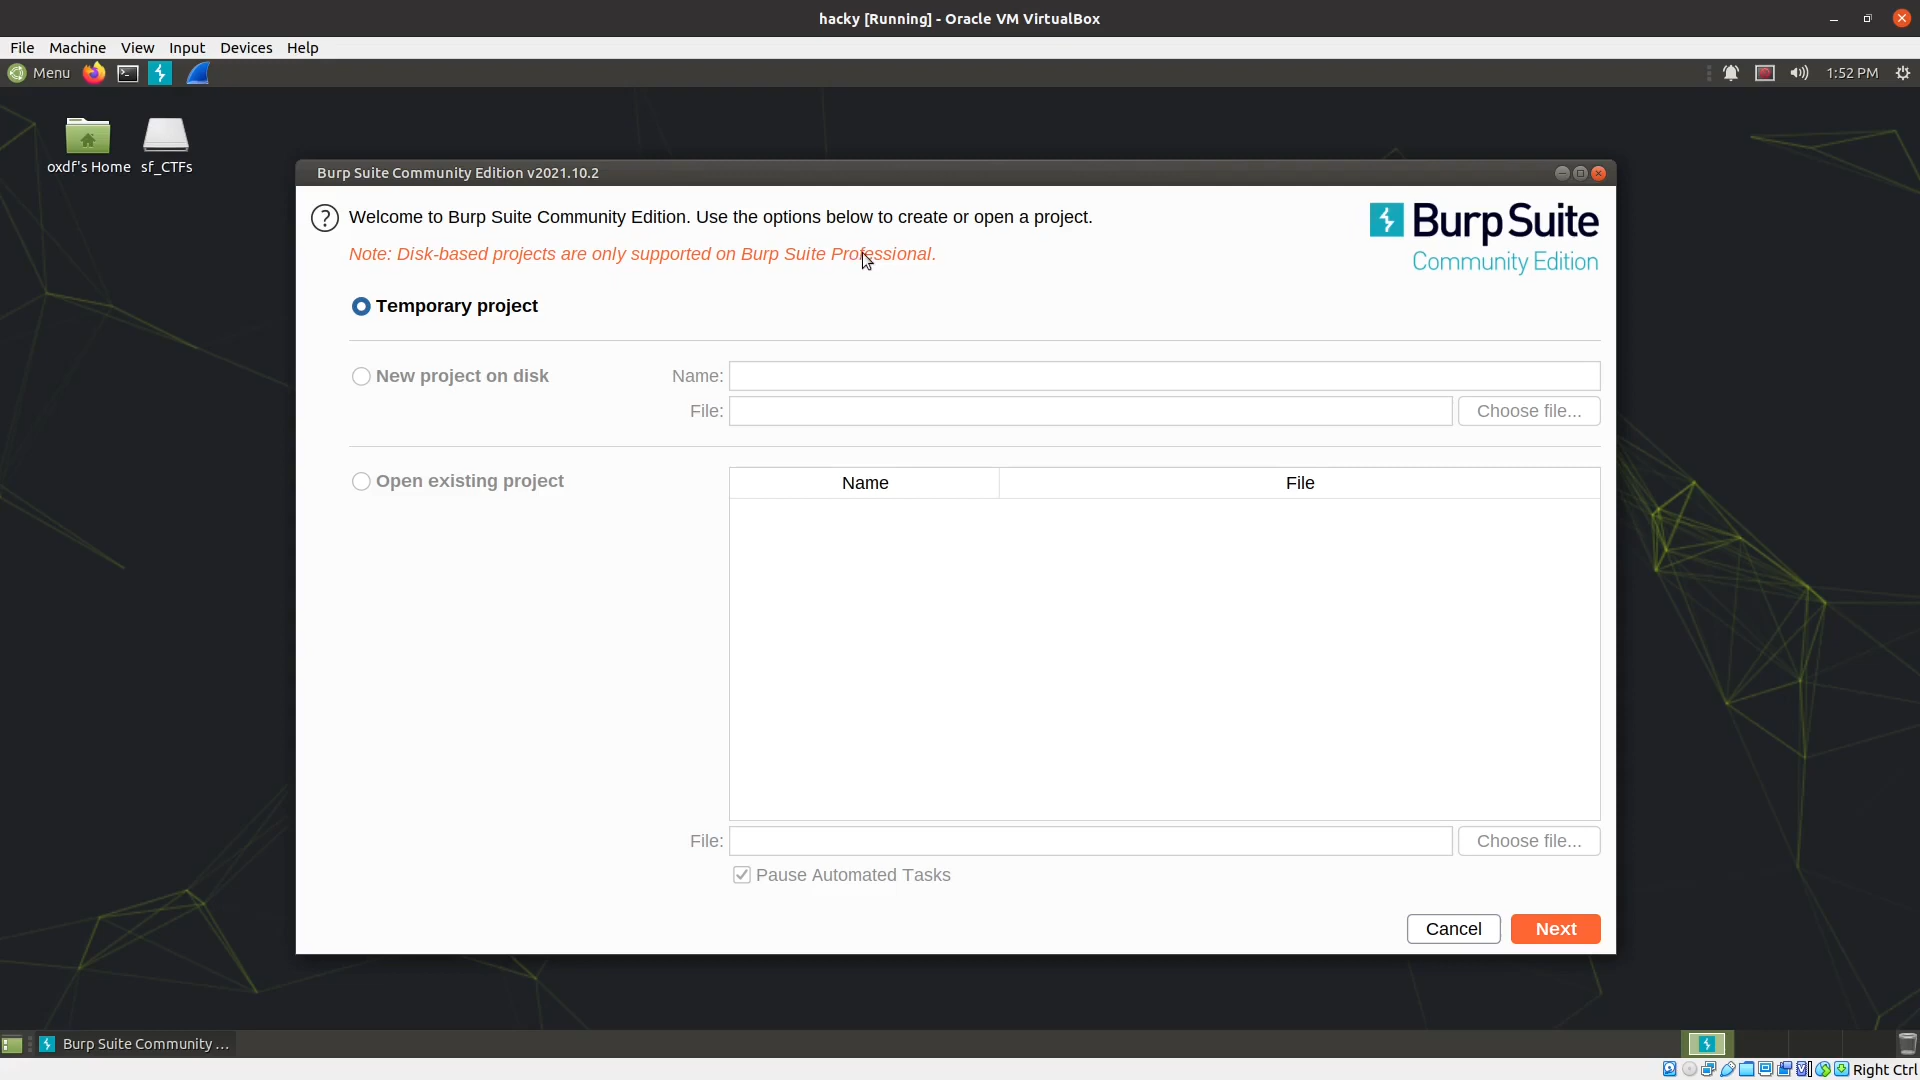 hacky [Running] - Oracle VM VirtualBox
File Machine View Input Devices Help
Menu
1:52 PM
oxdf's Home
sf_CTFs
Burp Suite Community Edition v2021.10.2
Welcome to Burp Suite Community Edition. Use the options below to create or open a project.
Note: Disk-based projects are only supported on Burp Suite Professional.
Burp Suite
Community Edition
Temporary project
New project on disk
Name:
File:
Choose file...
Open existing project
Name
File
File:
Choose file...
Pause Automated Tasks
Cancel
Next
Burp Suite Community ...
Right Ctrl